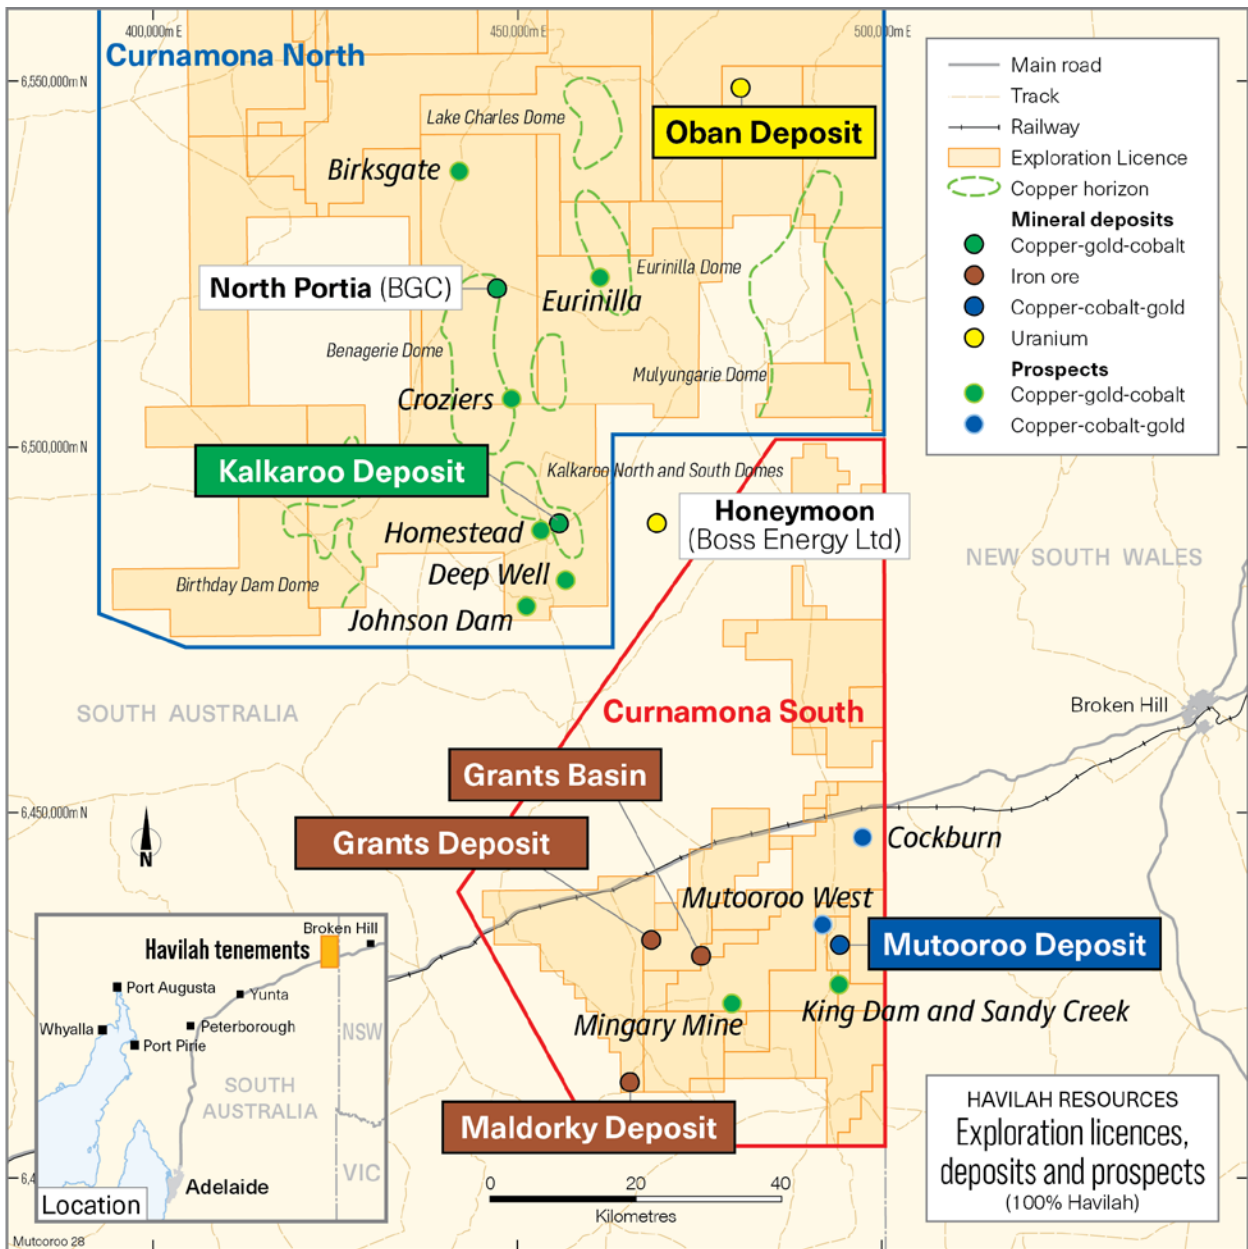 400,000m E
450,000m E
500,000m E
Curnamona North
6,550,000m N
Lake Charles Dome
Oban Deposit
Birksgate
North Portia (BGC)
Eurinilla Dome
Eurinilla
Benagerie Dome
Mulyungarie Dome
Croziers
6,500,000m N
Kalkaroo Deposit
Kalkaroo North and South Domes
Honeymoon
(Boss Energy Ltd)
Homestead
Deep Well
Birthday Dam Dome
Johnson Dam
NEW SOUTH WALES
SOUTH AUSTRALIA
Curnamona South
Broken Hill
Grants Basin
6,450,000m N
Grants Deposit
Cockburn
N
Mutooroo West
Mutooroo Deposit
King Dam and Sandy Creek
Mingary Mine
Maldorky Deposit
6,4
0
20
40
Kilometres
Main road
Track
Railway
Exploration Licence
Copper horizon
Mineral deposits
Copper-gold-cobalt
Iron ore
Copper-cobalt-gold
Uranium
Prospects
Copper-gold-cobalt
Copper-cobalt-gold
Broken Hill
Havilah tenements
Port Augusta
Yunta
Whyalla
Peterborough
NSW
Port Pirie
SOUTH
AUSTRALIA
VIC
Adelaide
Location
HAVILAH RESOURCES
Exploration licences,
deposits and prospects
(100% Havilah)
Mutcoroo 28